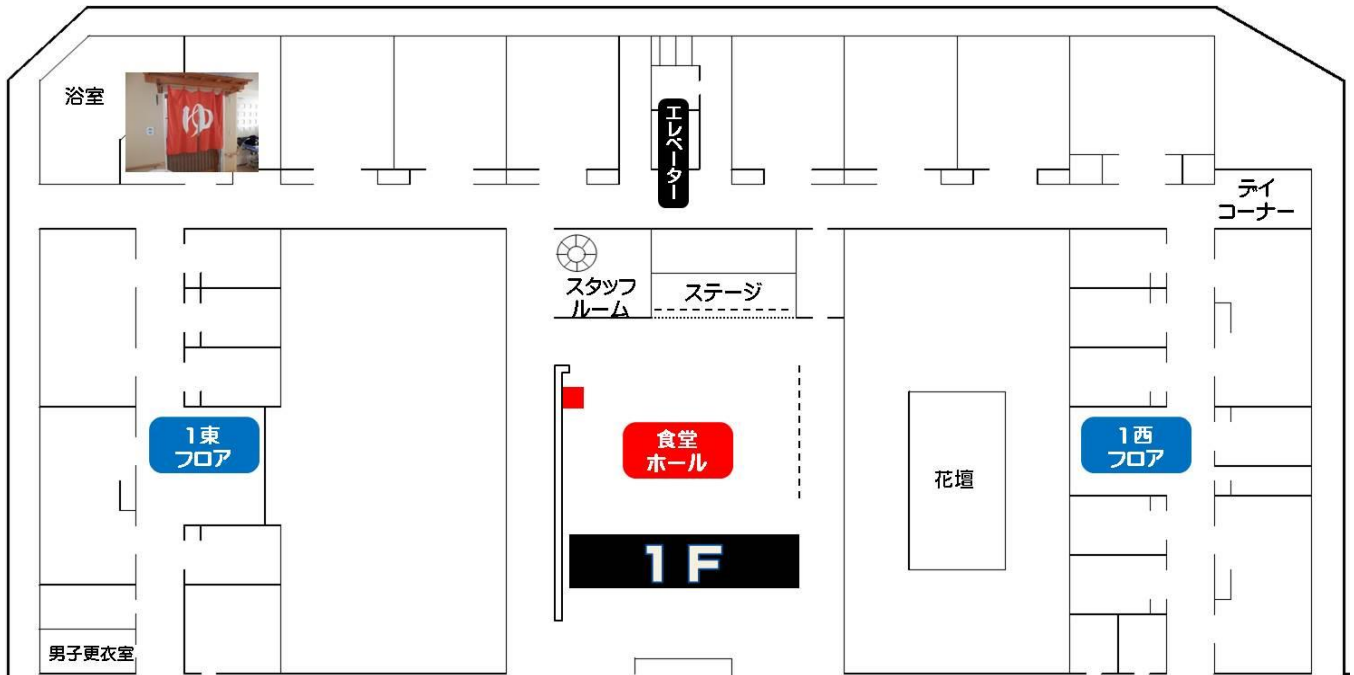 浴室
ゆ
エレベーター
デイ
コーナー
スタッフ
ルーム
ステージ
1東
フロア
食堂
ホール
1西
フロア
花壇
1F
男子更衣室